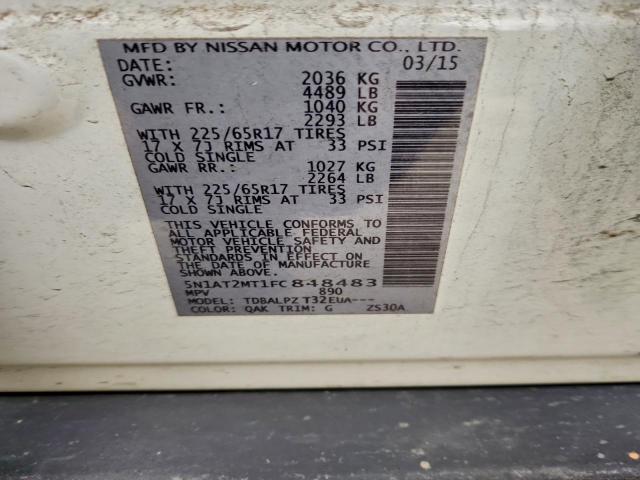 MFD BY NISSAN MOTOR CO., LTD.
DATE: 03/15
GVWR: 2036 KG
4489 LB
GAWR FR.: 1040 KG
2293 LB
WITH 225/65R17 TIRES
17 X 7J RIMS AT 33 PSI
COLD SINGLE
GAWR RR.: 1027 KG
2264 LB
WITH 225/65R17 TIRES
17 X 7J RIMS AT 33 PSI
COLD SINGLE
THIS VEHICLE CONFORMS TO
ALL APPLICABLE FEDERAL
MOTOR VEHICLE SAFETY AND
THEFT PREVENTION
STANDARDS IN EFFECT ON
THE DATE OF MANUFACTURE
SHOWN ABOVE.
5N1AT2MT1FC848483
MPV 890
MODEL: TDBALPZ T32EUA---
COLOR: QAK TRIM: G ZS30A